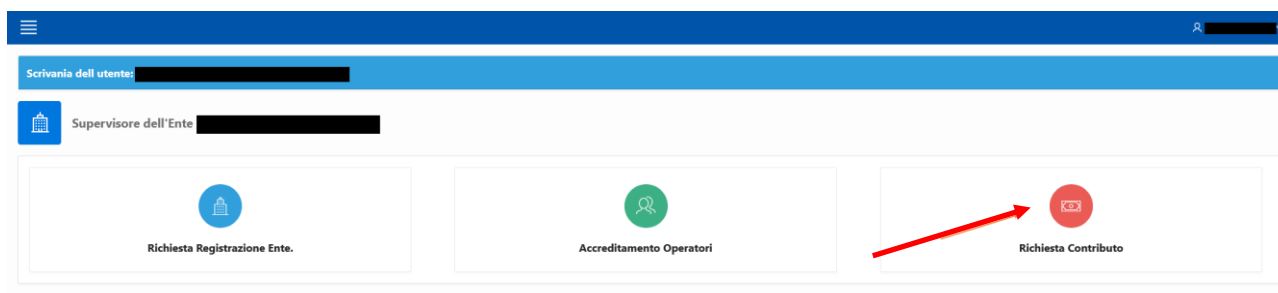 Scrivania dell utente:
Supervisore dell'Ente
Richiesta Registrazione Ente.
Accreditamento Operatori
Richiesta Contributo